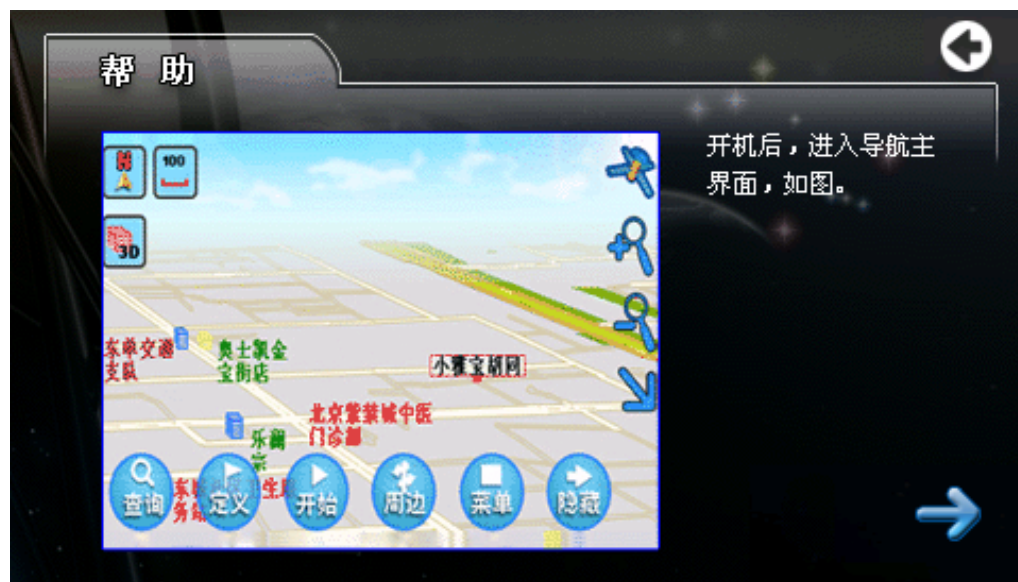 帮 助
开机后，进入导航主
界面，如图。
N
100
3D
东单交通
支队
奥士凯金
宝街店
小雅宝胡同
北京紫禁城中医
门诊部
乐澜
宗
查询
定义
开始
周边
菜单
隐藏